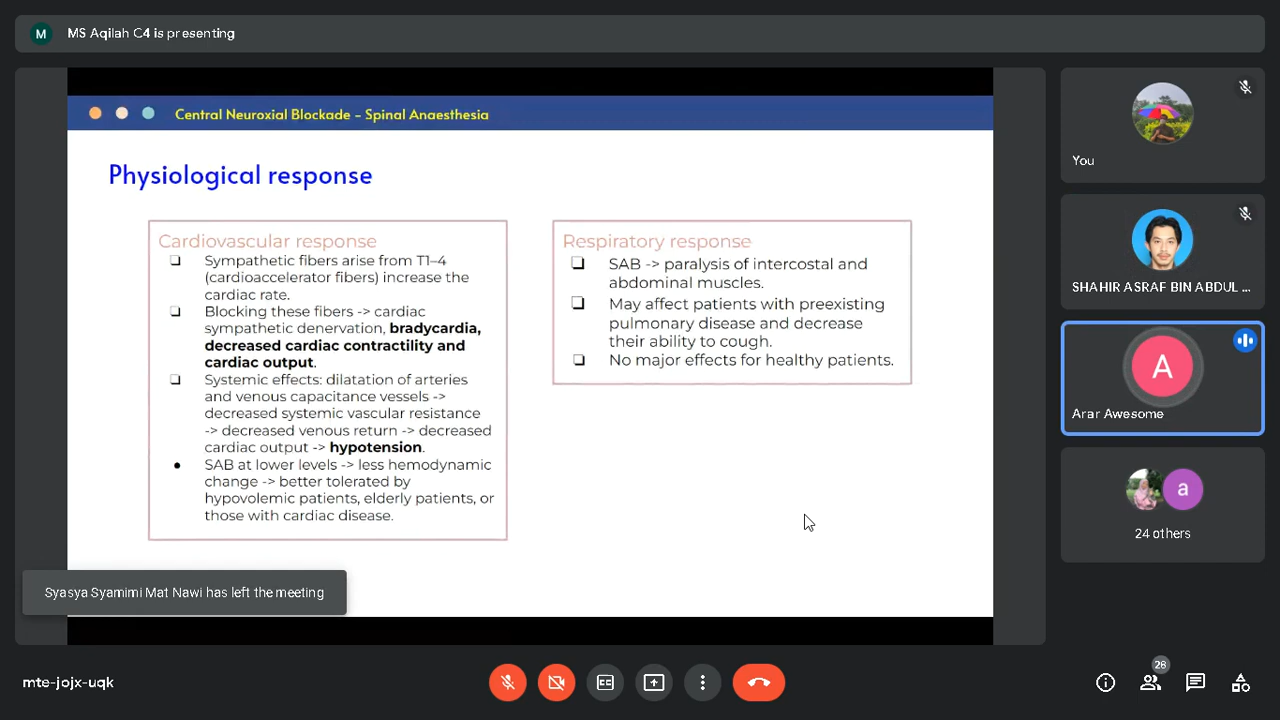 M MS Aqilah C4 is presenting
Central Neuroxial Blockade - Spinal Anaesthesia
Physiological response
Cardiovascular response
❏ Sympathetic fibers arise from T1–4
(cardioaccelerator fibers) increase the
cardiac rate.
❏ Blocking these fibers -> cardiac
sympathetic denervation, bradycardia,
decreased cardiac contractility and
cardiac output.
❏ Systemic effects: dilatation of arteries
and venous capacitance vessels ->
decreased systemic vascular resistance
-> decreased venous return -> decreased
cardiac output -> hypotension.
● SAB at lower levels -> less hemodynamic
change -> better tolerated by
hypovolemic patients, elderly patients, or
those with cardiac disease.
Respiratory response
❏ SAB -> paralysis of intercostal and
abdominal muscles.
❏ May affect patients with preexisting
pulmonary disease and decrease
their ability to cough.
❏ No major effects for healthy patients.
You
SHAHIR ASRAF BIN ABDUL ...
A
Arar Awesome
a
24 others
Syasya Syamimi Mat Nawi has left the meeting
mte-jojx-uqk
CC
26